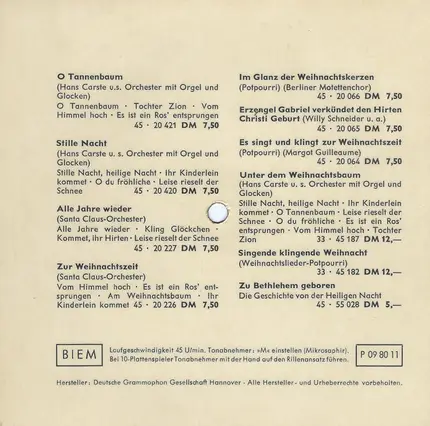 O Tannenbaum
(Hans Carste u.s. Orchester mit Orgel und
Glocken)
O Tannenbaum · Tochter Zion · Vom
Himmel hoch · Es ist ein Ros' entsprungen
45 · 20 421 DM 7,50
Stille Nacht
(Hans Carste u.s. Orchester mit Orgel und
Glocken)
Stille Nacht, heilige Nacht · Ihr Kinderlein
kommet · O du fröhliche · Leise rieselt der
Schnee 45 · 20 420 DM 7,50
Alle Jahre wieder
(Santa Claus-Orchester)
Alle Jahre wieder · Kling Glöckchen ·
Kommet, ihr Hirten · Leise rieselt der Schnee
45 · 20 227 DM 7,50
Zur Weihnachtszeit
(Santa Claus-Orchester)
Vom Himmel hoch · Es ist ein Ros' ent-
sprungen · Am Weihnachtsbaum · Ihr
Kinderlein kommet 45 · 20 226 DM 7,50
Im Glanz der Weihnachtskerzen
(Potpourri) (Berliner Motettenchor)
45 · 20 066 DM 7,50
Erzengel Gabriel verkündet den Hirten
Christi Geburt (Willy Schneider u. a.)
45 · 20 065 DM 7,50
Es singt und klingt zur Weihnachtszeit
(Potpourri) (Margot Guilleaume)
45 · 20 064 DM 7,50
Unter dem Weihnachtsbaum
(Hans Carste u.s. Orchester mit Orgel und
Glocken)
Stille Nacht, heilige Nacht · Ihr Kinderlein
kommet · O Tannenbaum · Leise rieselt der
Schnee · O du fröhliche · Es ist ein Ros'
entsprungen · Vom Himmel hoch · Tochter
Zion 33 · 45 187 DM 12,—
Singende klingende Weihnacht
(Weihnachtslieder-Potpourri)
33 · 45 182 DM 12,—
Zu Bethlehem geboren
Die Geschichte von der Heiligen Nacht
45 · 55 028 DM 5,—
BIEM
Laufgeschwindigkeit 45 U/min. Tonabnehmer: »M« einstellen (Mikrosaphir).
Bei 10-Plattenspieler Tonabnehmer mit der Hand auf den Rillenansatz führen.
P 09 80 11
Hersteller: Deutsche Grammophon Gesellschaft Hannover · Alle Hersteller- und Urheberrechte vorbehalten.